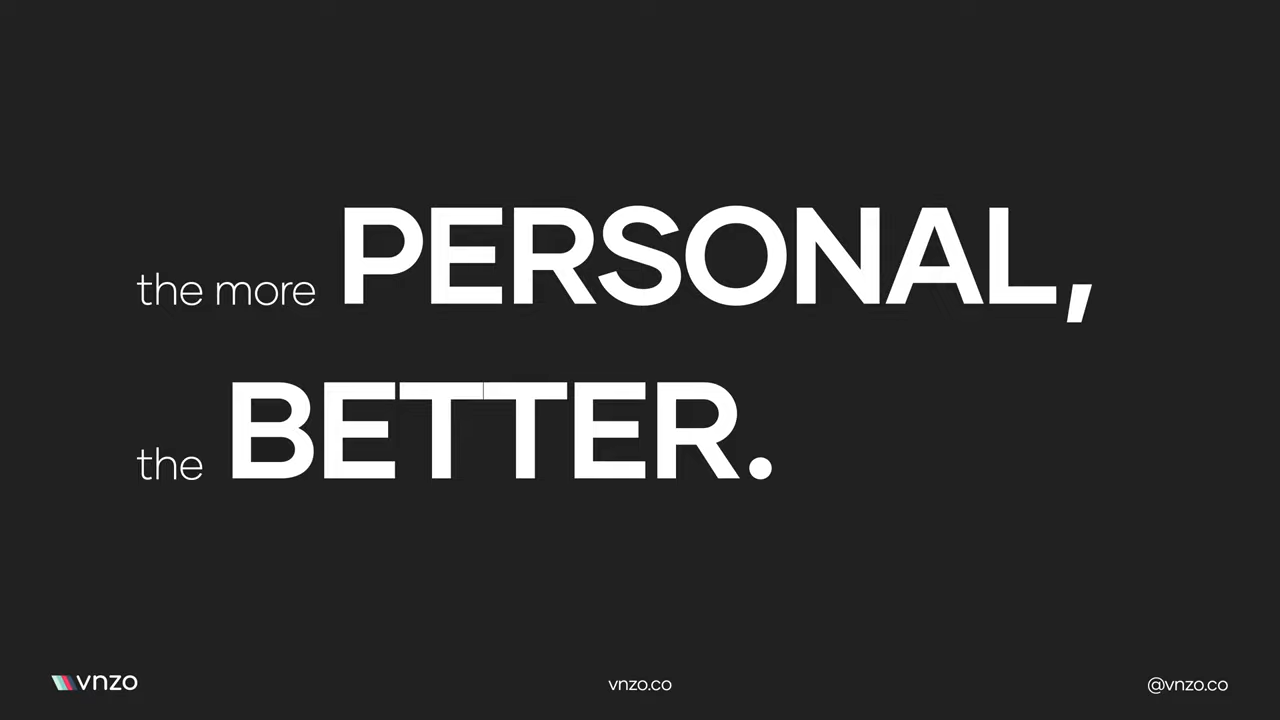 the more PERSONAL,
the BETTER.
vnzo
vnzo.co
@vnzo.co